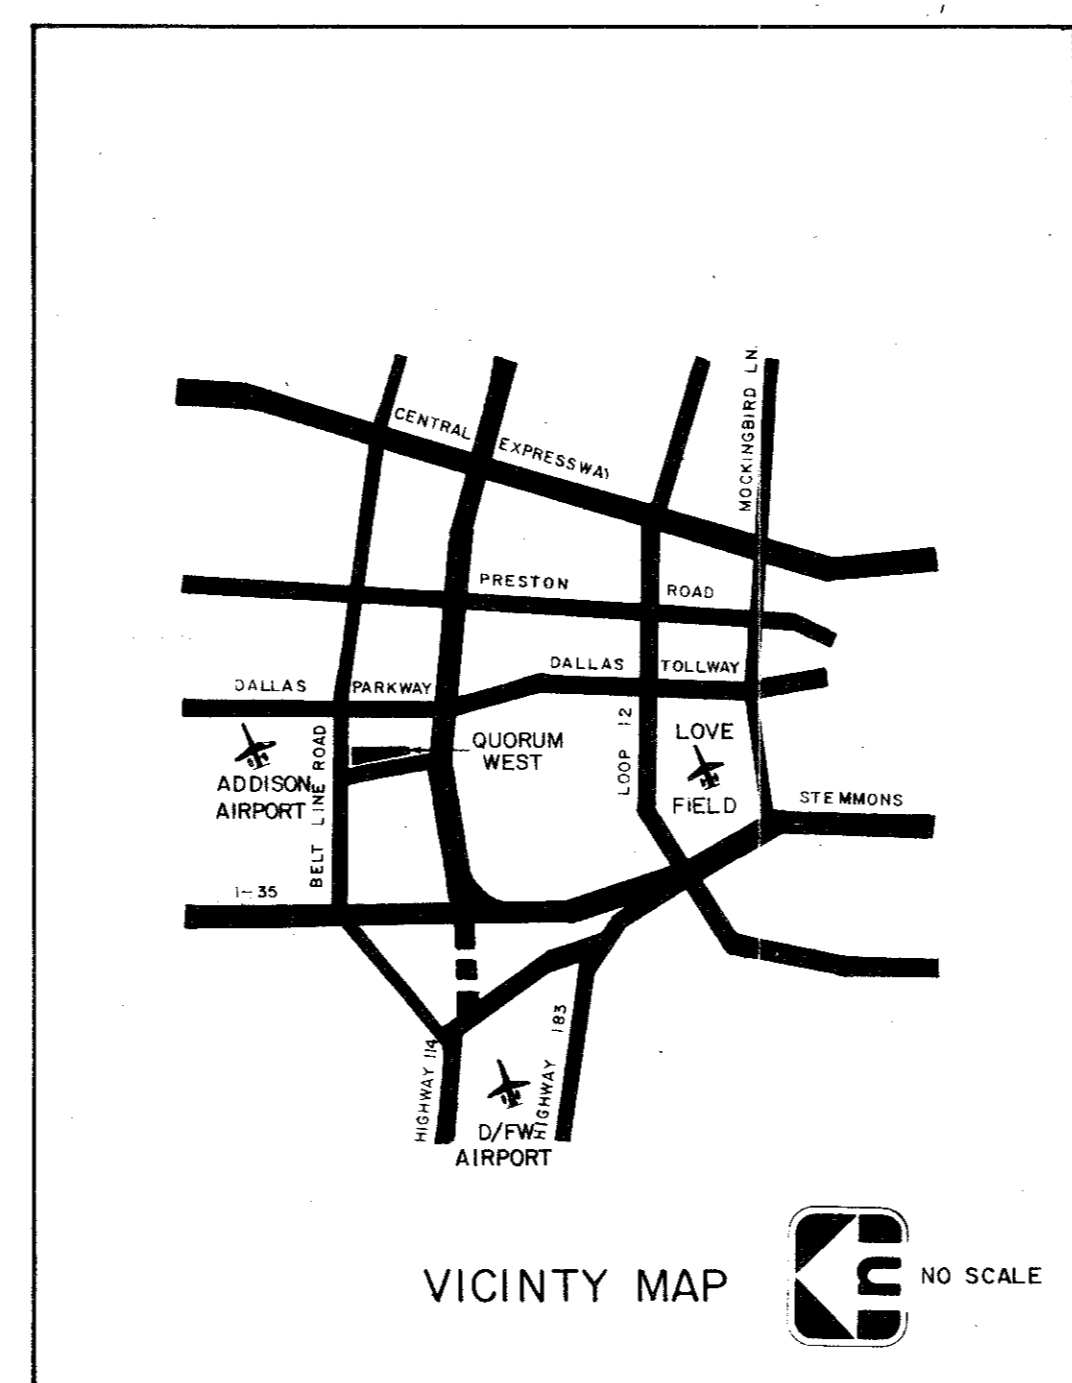 MOCKINGBIRD LN.
CENTRAL EXPRESSWAY
PRESTON ROAD
DALLAS TOLLWAY
DALLAS PARKWAY
LOOP 12
LOVE
FIELD
QUORUM
WEST
ADDISON
AIRPORT
BELT LINE ROAD
STEMMONS
I-35
HIGHWAY 114
HIGHWAY 183
D/FW
AIRPORT
VICINTY MAP
NO SCALE